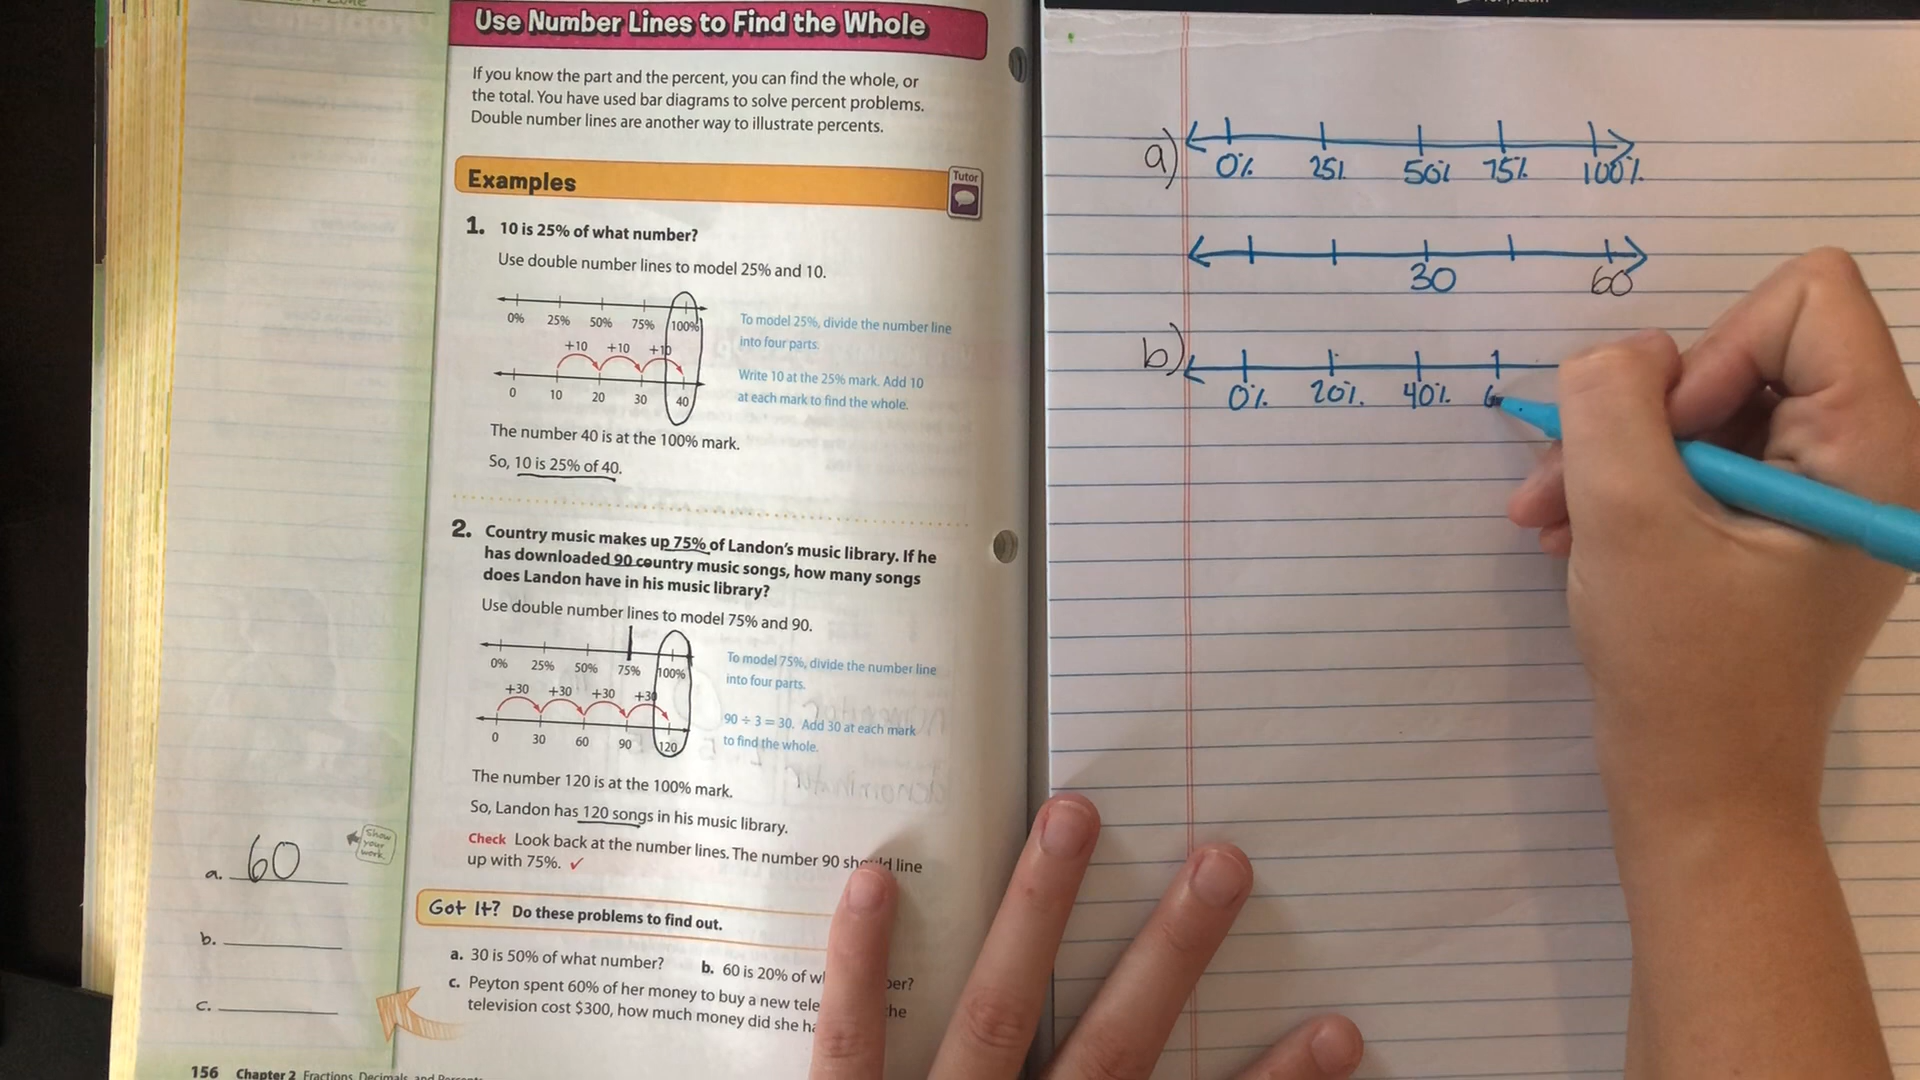 Use Number Lines to Find the Whole
If you know the part and the percent, you can find the whole, or
the total. You have used bar diagrams to solve percent problems.
Double number lines are another way to illustrate percents.
Examples
Tutor
1. 10 is 25% of what number?
Use double number lines to model 25% and 10.
0% 25% 50% 75% 100%
+10 +10 +10
0 10 20 30 40
To model 25%, divide the number line
into four parts.
Write 10 at the 25% mark. Add 10
at each mark to find the whole.
The number 40 is at the 100% mark.
So, 10 is 25% of 40.
2. Country music makes up 75% of Landon's music library. If he
has downloaded 90 country music songs, how many songs
does Landon have in his music library?
Use double number lines to model 75% and 90.
0% 25% 50% 75% 100%
+30 +30 +30 +30
0 30 60 90 120
To model 75%, divide the number line
into four parts.
90 ÷ 3 = 30. Add 30 at each mark
to find the whole.
The number 120 is at the 100% mark.
So, Landon has 120 songs in his music library.
Check Look back at the number lines. The number 90 should line
up with 75%. ✓
Show
your
work.
a. 60
b.
c.
Got It? Do these problems to find out.
a. 30 is 50% of what number?
b. 60 is 20% of
c. Peyton spent 60% of her money to buy a new
television cost $300, how much money did she
156 Chapter 2 Fractions, Decimals, and Percents
a) 0% 25% 50% 75% 100%
30 60
b) 0% 20% 40% 6